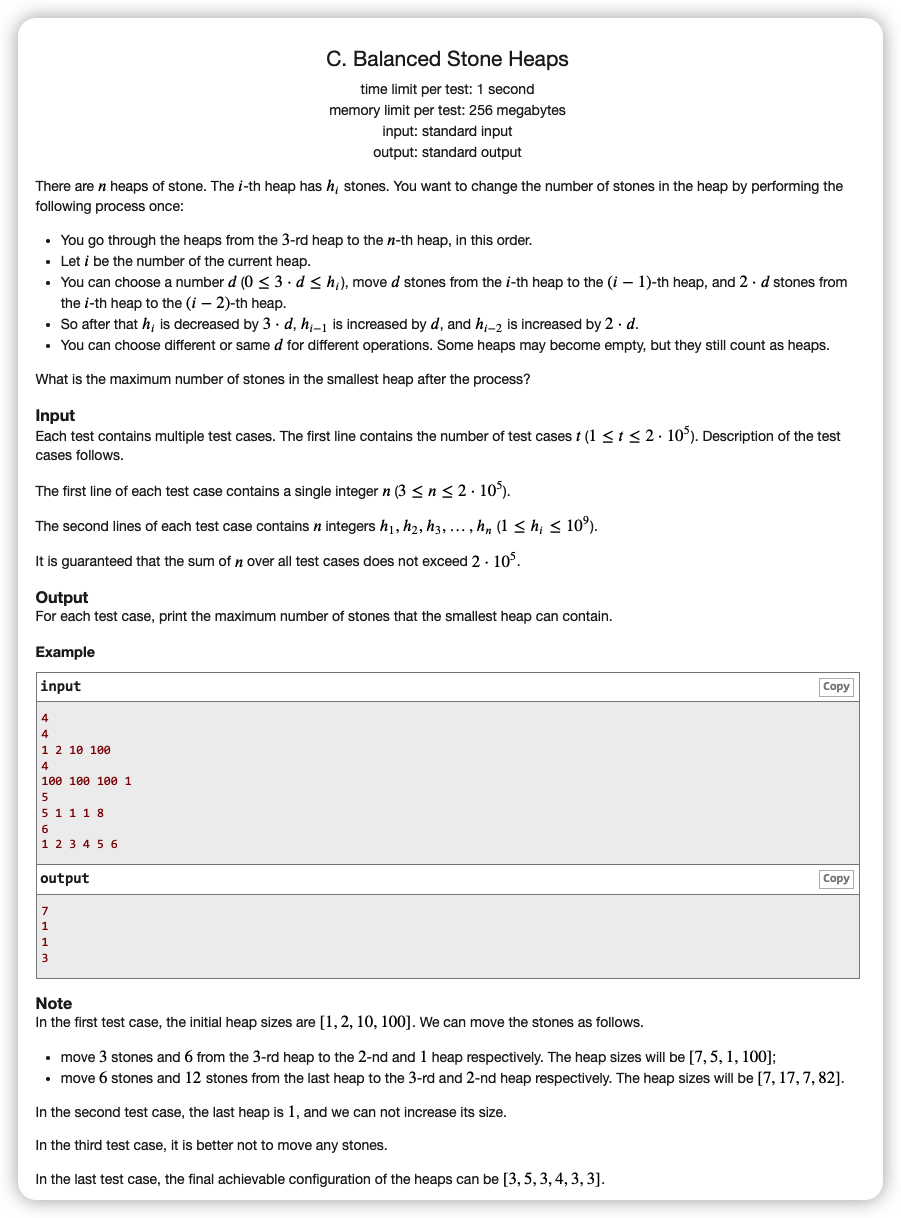 C. Balanced Stone Heaps
time limit per test: 1 second
memory limit per test: 256 megabytes
input: standard input
output: standard output
There are n heaps of stone. The i-th heap has h_i stones. You want to change the number of stones in the heap by performing the
following process once:
• You go through the heaps from the 3-rd heap to the n-th heap, in this order.
• Let i be the number of the current heap.
• You can choose a number d (0 ≤ 3 · d ≤ h_i), move d stones from the i-th heap to the (i − 1)-th heap, and 2 · d stones from
the i-th heap to the (i − 2)-th heap.
• So after that h_i is decreased by 3 · d, h_{i−1} is increased by d, and h_{i−2} is increased by 2 · d.
• You can choose different or same d for different operations. Some heaps may become empty, but they still count as heaps.
What is the maximum number of stones in the smallest heap after the process?
Input
Each test contains multiple test cases. The first line contains the number of test cases t (1 ≤ t ≤ 2 · 10^5). Description of the test
cases follows.
The first line of each test case contains a single integer n (3 ≤ n ≤ 2 · 10^5).
The second lines of each test case contains n integers h_1, h_2, h_3, … , h_n (1 ≤ h_i ≤ 10^9).
It is guaranteed that the sum of n over all test cases does not exceed 2 · 10^5.
Output
For each test case, print the maximum number of stones that the smallest heap can contain.
Example
input
Copy
4
4
1 2 10 100
4
100 100 100 1
5
5 1 1 1 8
6
1 2 3 4 5 6
output
Copy
7
1
1
3
Note
In the first test case, the initial heap sizes are [1, 2, 10, 100]. We can move the stones as follows.
• move 3 stones and 6 from the 3-rd heap to the 2-nd and 1 heap respectively. The heap sizes will be [7, 5, 1, 100];
• move 6 stones and 12 stones from the last heap to the 3-rd and 2-nd heap respectively. The heap sizes will be [7, 17, 7, 82].
In the second test case, the last heap is 1, and we can not increase its size.
In the third test case, it is better not to move any stones.
In the last test case, the final achievable configuration of the heaps can be [3, 5, 3, 4, 3, 3].